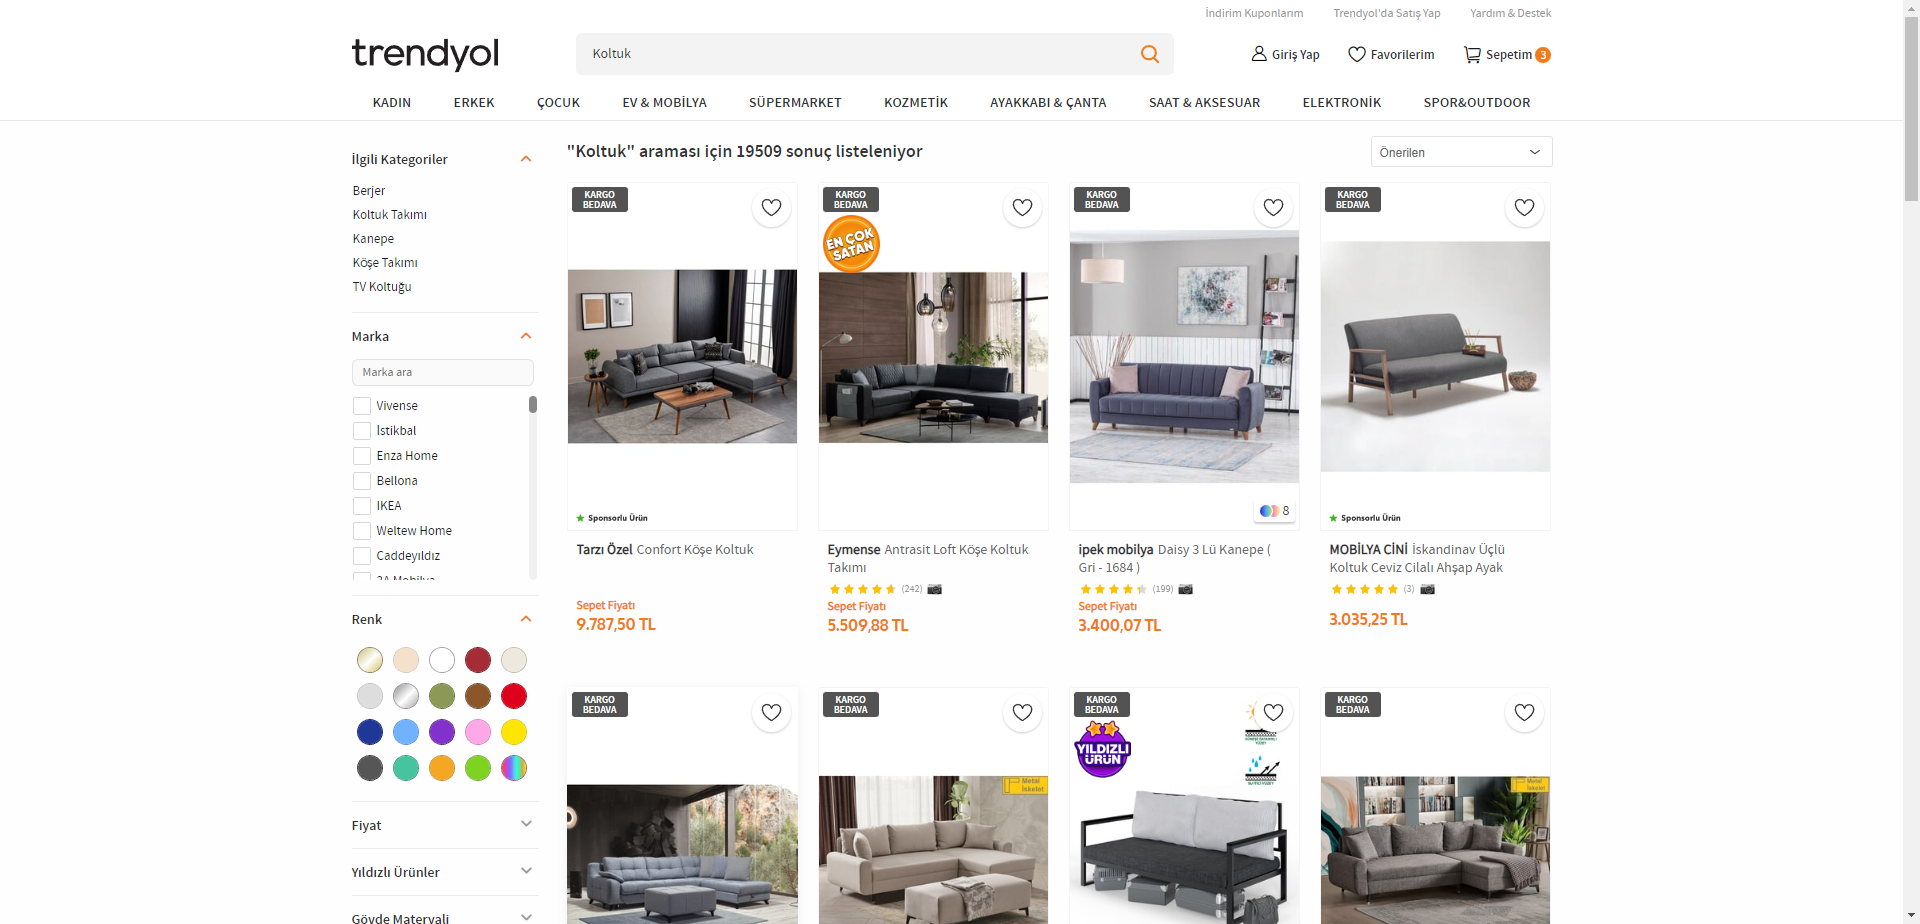 İndirim Kuponlarım
Trendyol'da Satış Yap
Yardım & Destek
trendyol
Koltuk
Giriş Yap
Favorilerim
Sepetim 3
KADIN
ERKEK
ÇOCUK
EV & MOBİLYA
SÜPERMARKET
KOZMETİK
AYAKKABI & ÇANTA
SAAT & AKSESUAR
ELEKTRONİK
SPOR&OUTDOOR
İlgili Kategoriler
Berjer
Koltuk Takımı
Kanepe
Köşe Takımı
TV Koltuğu
Marka
Marka ara
Vivense
İstikbal
Enza Home
Bellona
IKEA
Weltew Home
Caddeyıldız
Renk
Fiyat
Yıldızlı Ürünler
Gövde Materyali
"Koltuk" araması için 19509 sonuç listeleniyor
Önerilen
KARGO
BEDAVA
Sponsorlu Ürün
Tarzı Özel Confort Köşe Koltuk
Sepet Fiyatı
9.787,50 TL
KARGO
BEDAVA
EN ÇOK
SATAN
Eymense Antrasit Loft Köşe Koltuk
Takımı
(242)
Sepet Fiyatı
5.509,88 TL
KARGO
BEDAVA
8
ipek mobilya Daisy 3 Lü Kanepe (
Gri - 1684 )
(199)
Sepet Fiyatı
3.400,07 TL
KARGO
BEDAVA
Sponsorlu Ürün
MOBİLYA CİNİ İskandinav Üçlü
Koltuk Ceviz Cilalı Ahşap Ayak
(3)
3.035,25 TL
KARGO
BEDAVA
KARGO
BEDAVA
Metal
İskelet
KARGO
BEDAVA
YILDIZLI
ÜRÜN
KARGO
BEDAVA
Metal
İskelet